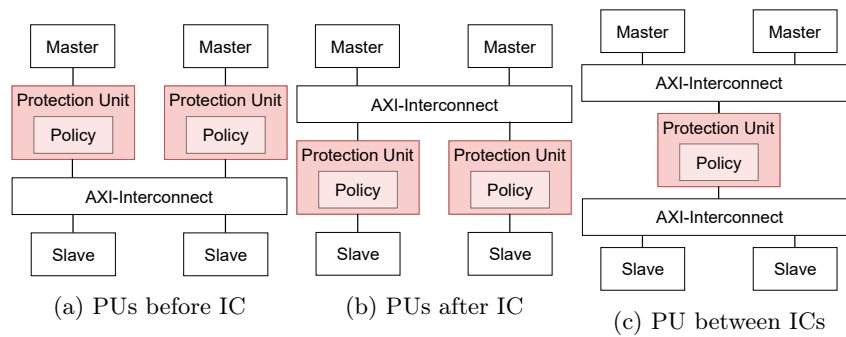 Master
Master
Protection Unit
Protection Unit
Policy
Policy
AXI-Interconnect
Slave
Slave
(a) PUs before IC
Master
Master
AXI-Interconnect
Protection Unit
Protection Unit
Policy
Policy
Slave
Slave
(b) PUs after IC
Master
Master
AXI-Interconnect
Protection Unit
Policy
AXI-Interconnect
Slave
Slave
(c) PU between ICs